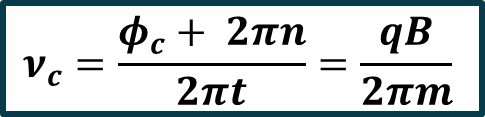 ν_c = (ϕ_c + 2πn) / (2πt) = qB / (2πm)